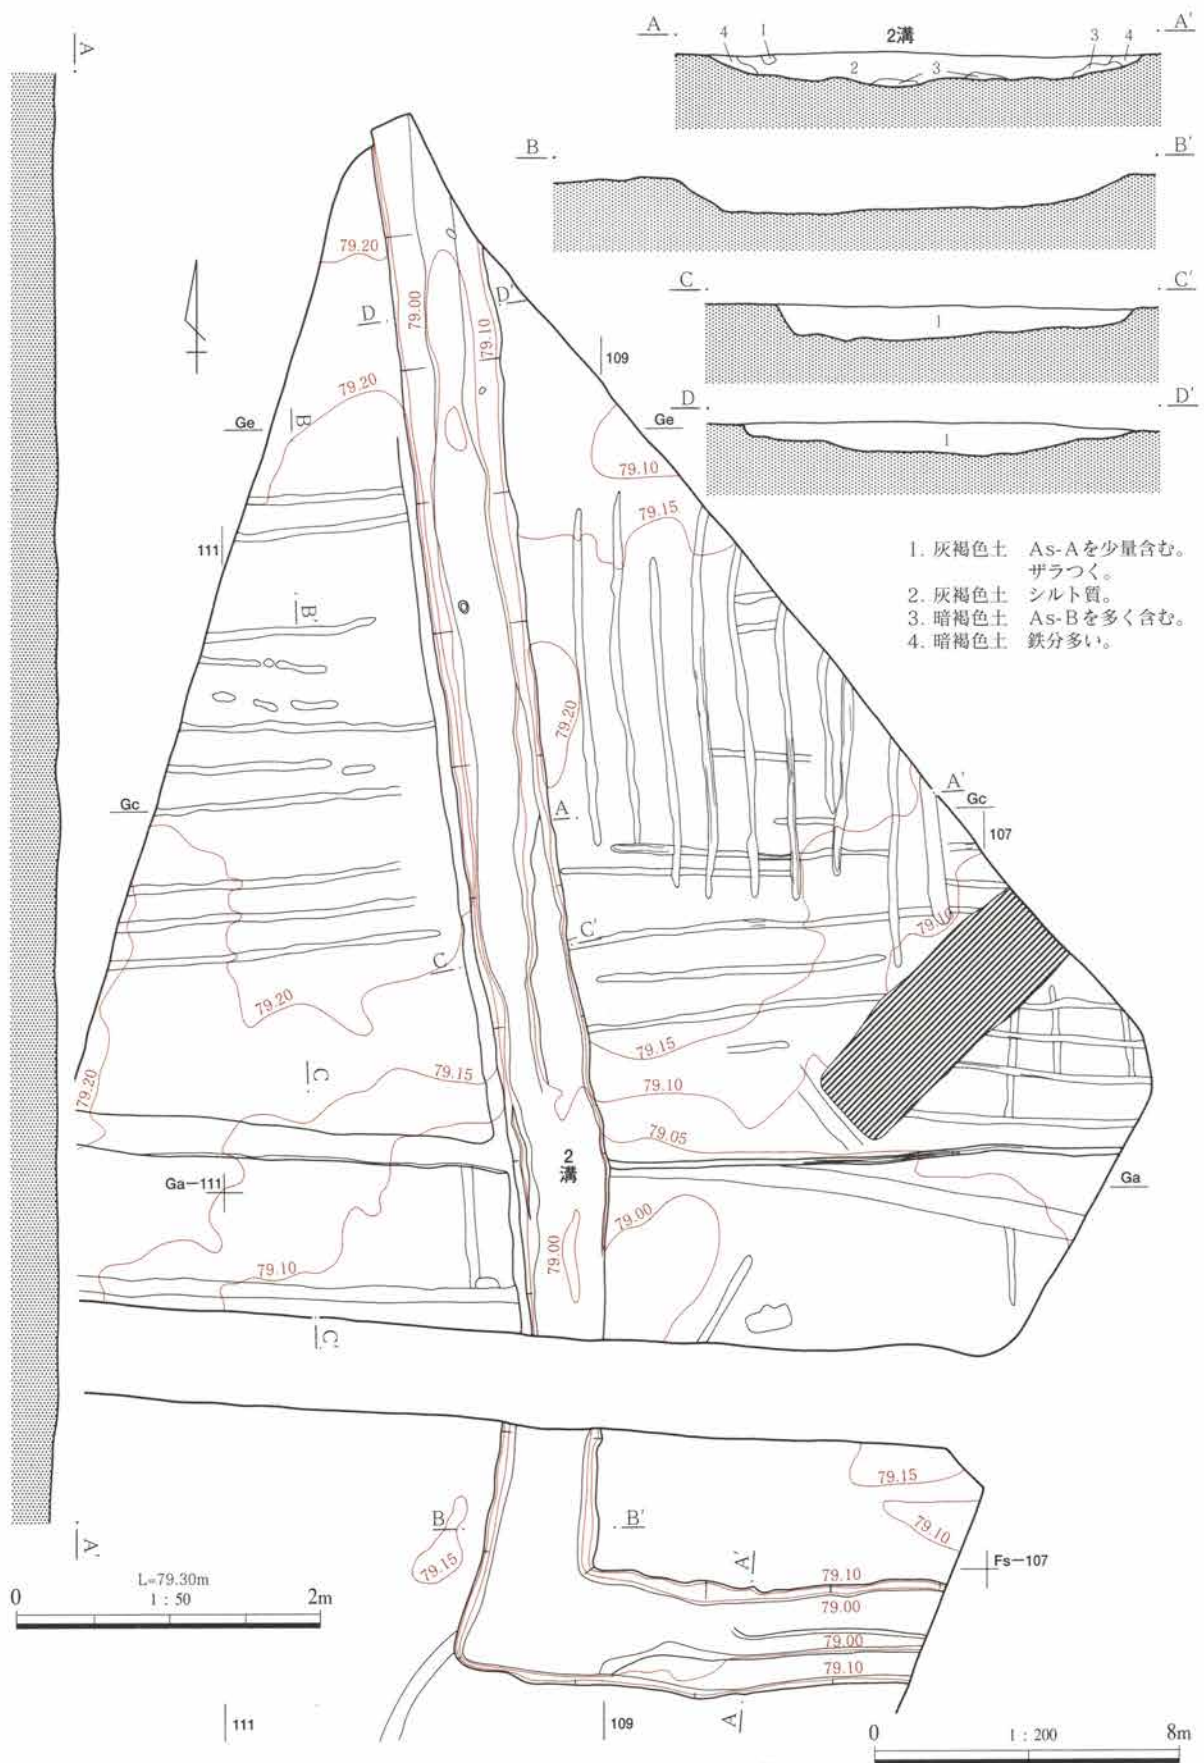 A
A'
2溝
4
1
3
4
2
3
A
B
B'
C
C'
1
D
D'
1
1. 灰褐色土 As-Aを少量含む。
ザラつく。
2. 灰褐色土 シルト質。
3. 暗褐色土 As-Bを多く含む。
4. 暗褐色土 鉄分多い。
79.20
79.00
D
D'
79.10
109
79.20
Ge
B
Ge
79.10
79.15
111
B'
79.20
Gc
A
A'
Gc
107
C'
79.10
C
79.20
79.15
79.15
C
79.20
79.10
79.05
2
溝
Ga-111
Ga
79.00
79.00
79.10
C'
79.15
79.10
B
B'
79.15
A'
Fs-107
79.10
79.00
79.00
79.10
A
A'
L=79.30m
1 : 50
0
2m
111
109
0
1 : 200
8m